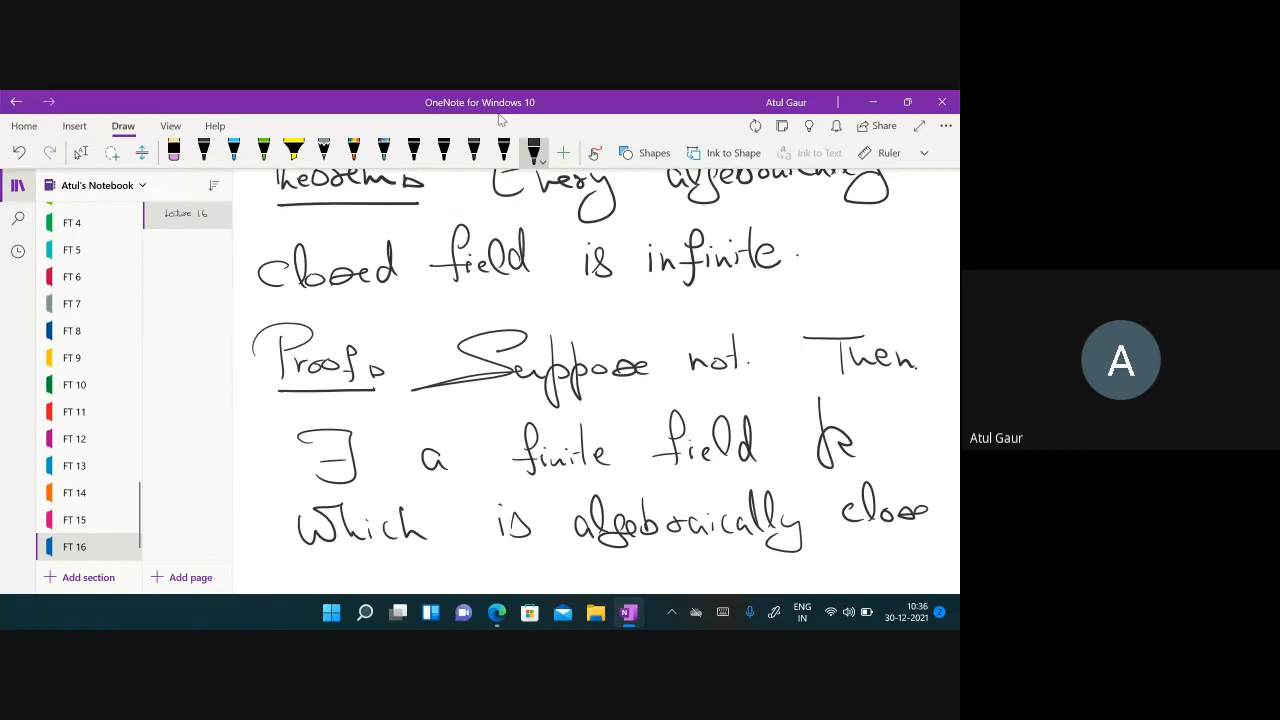 OneNote for Windows 10
Atul Gaur
Home Insert Draw View Help
Share
Shapes
Ink to Shape
Ink to Text
Ruler
Atul's Notebook
Lecture 16
FT 4
FT 5
FT 6
FT 7
FT 8
FT 9
FT 10
FT 11
FT 12
FT 13
FT 14
FT 15
FT 16
Add section
Add page
Theorem Every algebraically
closed field is infinite.
Proof Suppose not. Then
∃ a finite field k
which is algebraically close
A
Atul Gaur
ENG
IN
10:36
30-12-2021
2